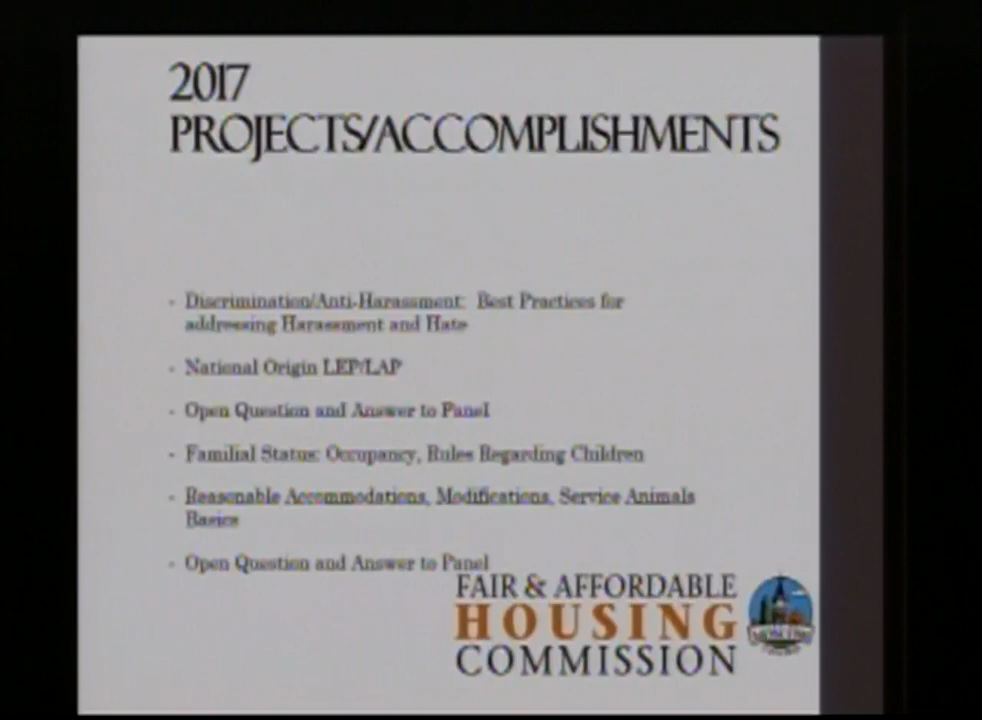 2017
PROJECTS/ACCOMPLISHMENTS
- Discrimination/Anti-Harassment: Best Practices for
addressing Harassment and Hate
- National Origin LEP/LAP
- Open Question and Answer to Panel
- Familial Status: Occupancy, Rules Regarding Children
- Reasonable Accommodations, Modifications, Service Animals
Basics
- Open Question and Answer to Panel
FAIR & AFFORDABLE
HOUSING
COMMISSION